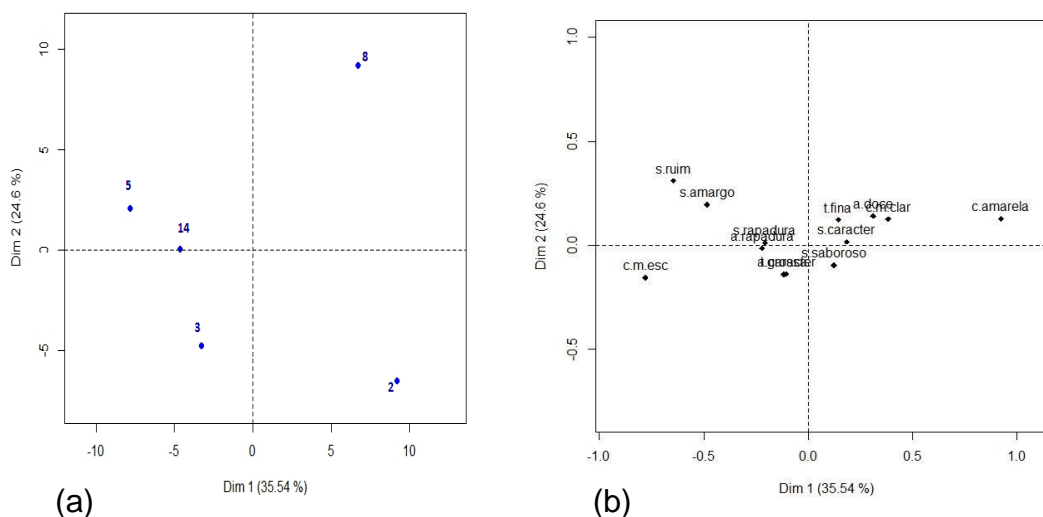 10
5
0
-5
Dim 2 (24.6 %)
8
5
14
3
2
-10
-5
0
5
10
Dim 1 (35.54 %)
(a)
1.0
0.5
0.0
-0.5
Dim 2 (24.6 %)
s.ruim
s.amargo
t.fina
a.doce
c.m.clar
c.amarela
s.rapadura
a.rapadura
s.caracter
s.saboroso
c.m.esc
-1.0
-0.5
0.0
0.5
1.0
Dim 1 (35.54 %)
(b)